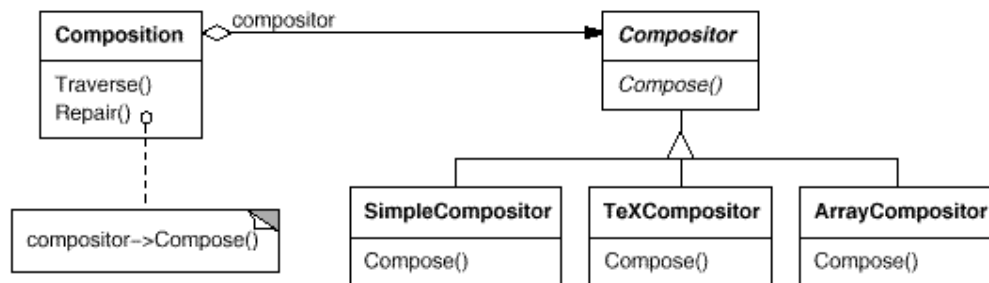 Composition
Traverse()
Repair()
compositor
Compositor
Compose()
compositor->Compose()
SimpleCompositor
Compose()
TeXCompositor
Compose()
ArrayCompositor
Compose()